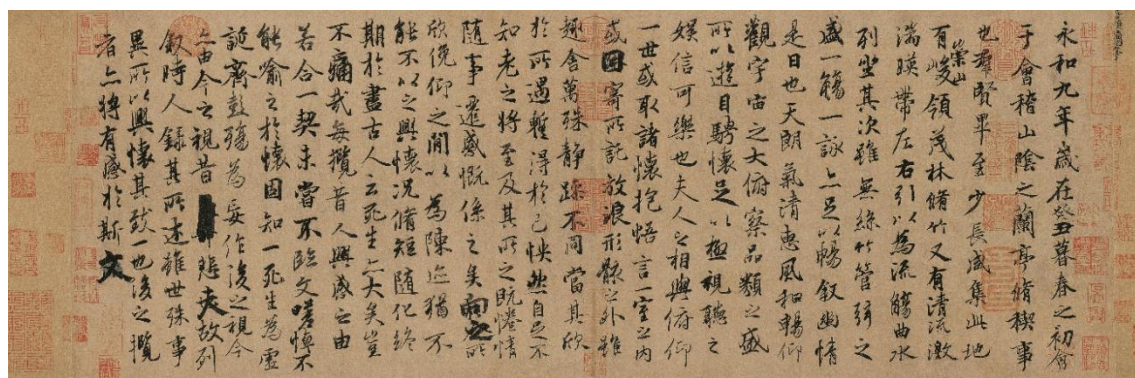 永和九年歲在癸丑暮春之初會
于會稽山陰之蘭亭脩稧事
也羣賢畢至少長咸集此地
有崇山峻領茂林脩竹又有清流激
湍暎帶左右引以為流觴曲水
列坐其次雖無絲竹管弦之
盛一觴一詠亦足以暢敘幽情
是日也天朗氣清惠風和暢仰
觀宇宙之大俯察品類之盛
所以遊目騁懷足以極視聽之
娛信可樂也夫人之相與俯仰
一世或取諸懷抱悟言一室之內
或因寄所託放浪形骸之外雖
趣舍萬殊靜躁不同當其欣
於所遇蹔得於己怏然自足不
知老之將至及其所之既惓情
隨事遷感慨係之矣向之所
欣俛仰之閒以為陳迹猶不
能不以之興懷況脩短隨化終
期於盡古人云死生亦大矣豈
不痛哉每攬昔人興感之由
若合一契未嘗不臨文嗟悼不
能喻之於懷固知一死生為虛
誕齊彭殤為妄作後之視今
亦由今之視昔悲夫故列
敘時人錄其所述雖世殊事
異所以興懷其致一也後之攬
者亦將有感於斯文